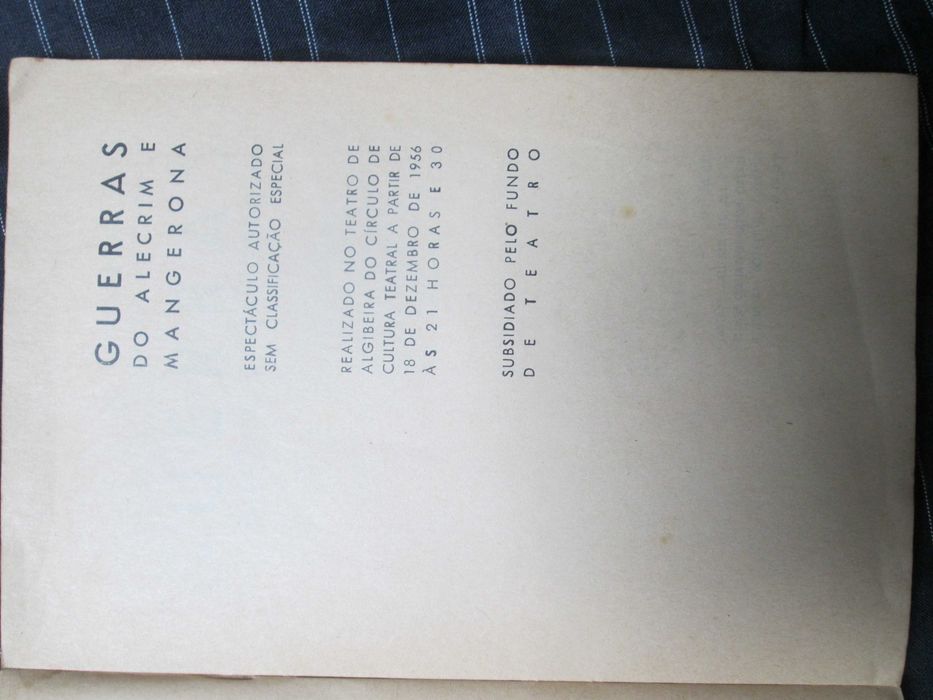 GUERRAS
DO ALECRIM E
MANGERONA
ESPECTÁCULO AUTORIZADO
SEM CLASSIFICAÇÃO ESPECIAL
REALIZADO NO TEATRO DE
ALGIBEIRA DO CÍRCULO DE
CULTURA TEATRAL A PARTIR DE
18 DE DEZEMBRO DE 1956
ÀS 21 HORAS E 30
SUBSIDIADO PELO FUNDO
DE TEATRO